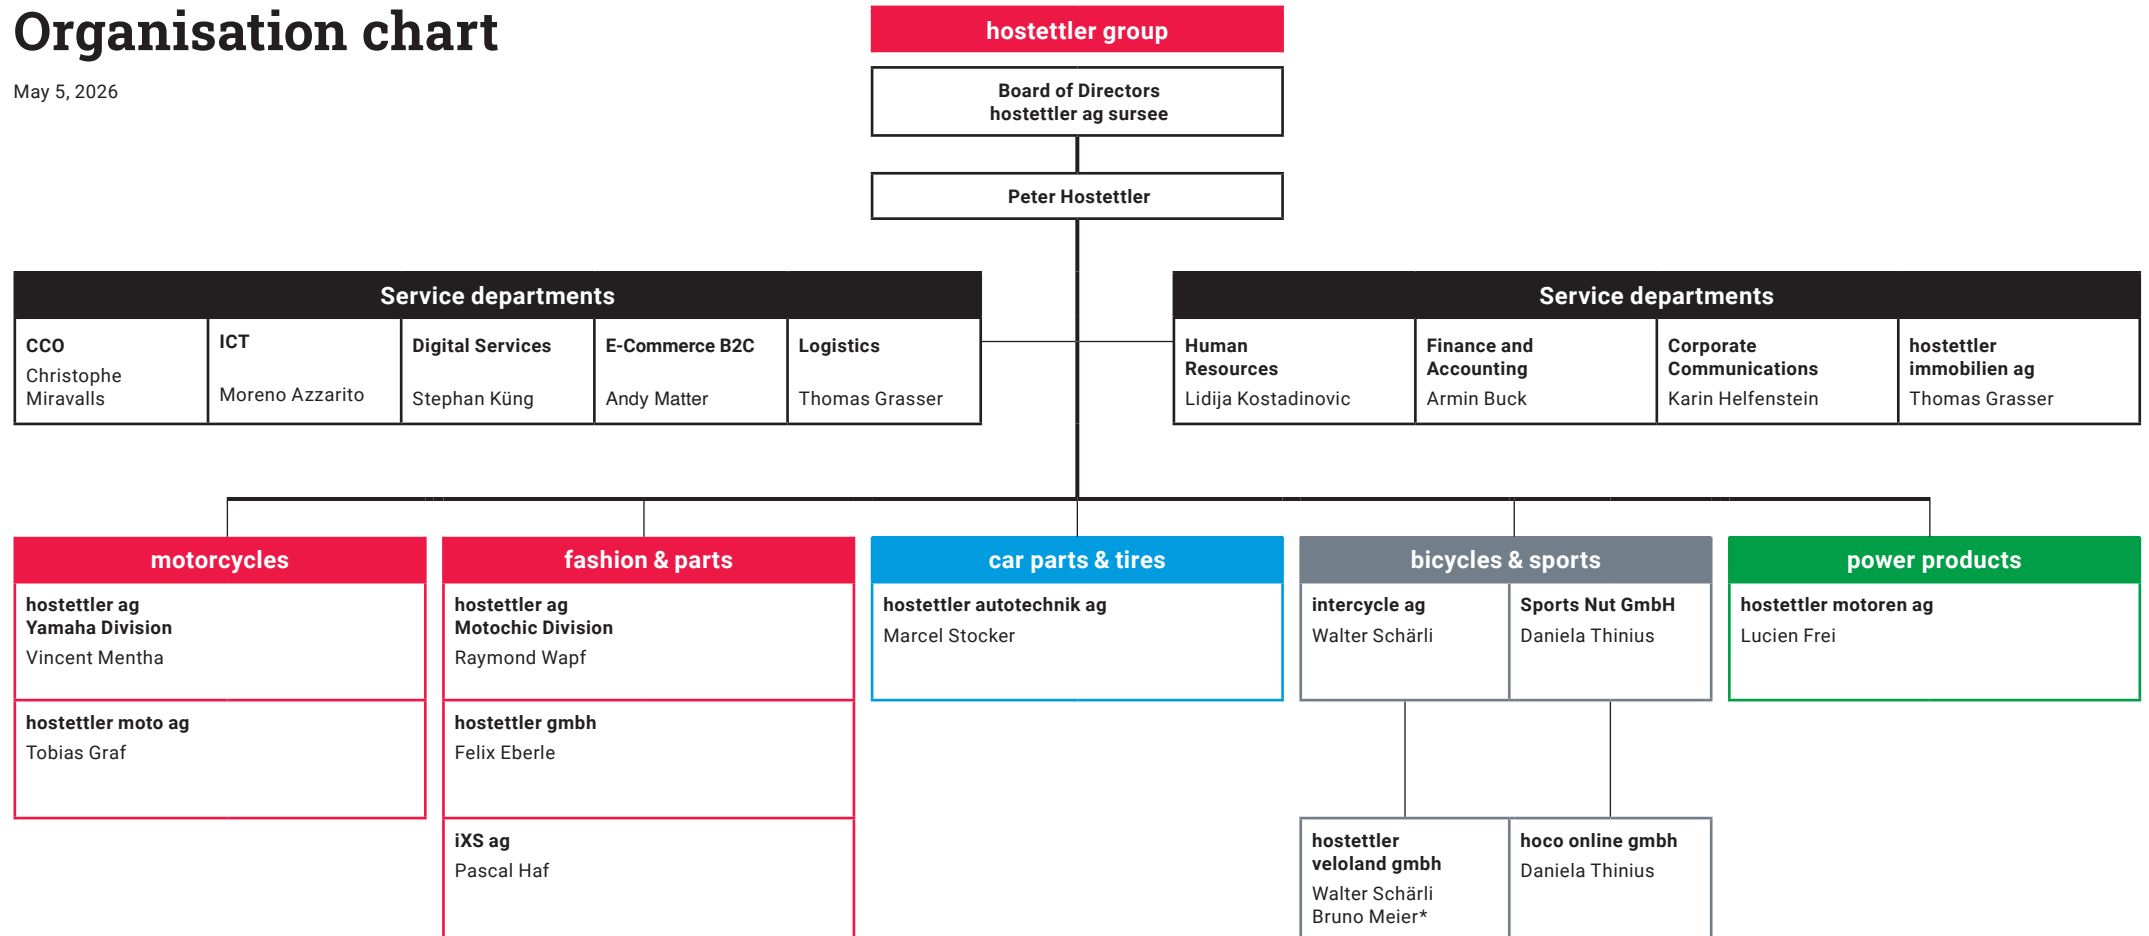 Organisation chart
May 5, 2026
hostettler group
Board of Directors
hostettler ag sursee
Peter Hostettler
Service departments
CCO
Christophe
Miravalls
ICT
Moreno Azzarito
Digital Services
Stephan Küng
E-Commerce B2C
Andy Matter
Logistics
Thomas Grasser
Service departments
Human
Resources
Lidija Kostadinovic
Finance and
Accounting
Armin Buck
Corporate
Communications
Karin Helfenstein
hostettler
immobilien ag
Thomas Grasser
motorcycles
hostettler ag
Yamaha Division
Vincent Mentha
hostettler moto ag
Tobias Graf
fashion & parts
hostettler ag
Motochic Division
Raymond Wapf
hostettler gmbh
Felix Eberle
iXS ag
Pascal Haf
car parts & tires
hostettler autotechnik ag
Marcel Stocker
bicycles & sports
intercycle ag
Walter Schärli
Sports Nut GmbH
Daniela Thinius
hostettler
veloland gmbh
Walter Schärli
Bruno Meier*
hoco online gmbh
Daniela Thinius
power products
hostettler motoren ag
Lucien Frei